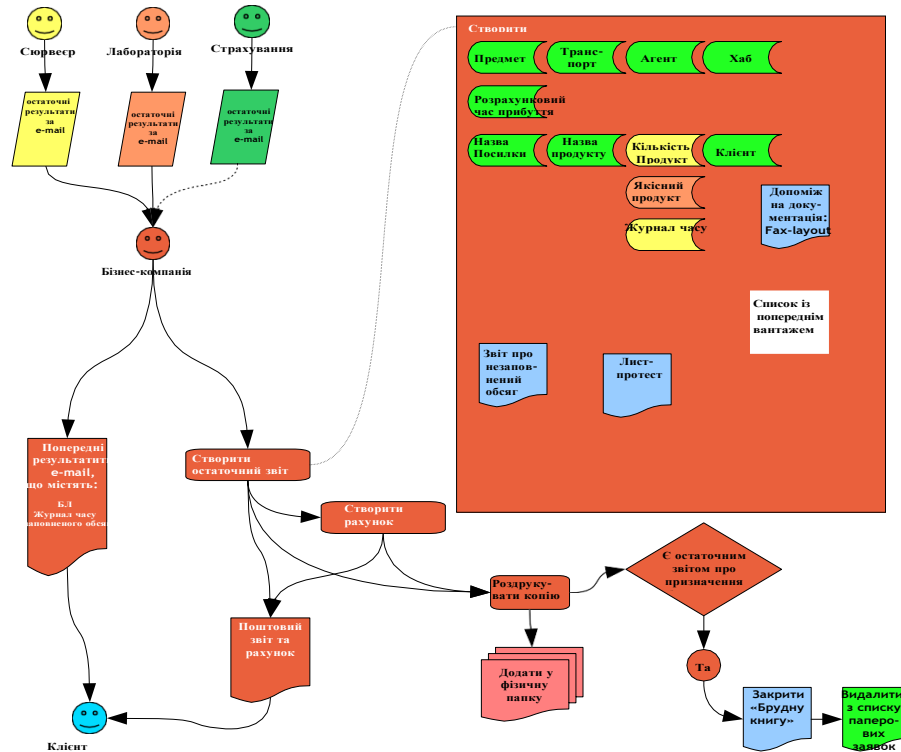 Сюрвеєр
Лабораторія
Страхування
остаточні
результати
за
e-mail
остаточні
результати
за
e-mail
остаточні
результати
за
e-mail
Бізнес-компанія
Створити
Предмет
Транс-
порт
Агент
Хаб
Розрахунковий
час прибуття
Назва
Посилки
Назва
продукту
Кількість
Продукт
Клієнт
Якісний
продукт
Журнал часу
Допоміж
на доку-
ментація:
Fax-layout
Список із
попереднім
вантажем
Звіт про
незапов-
нений
обсяг
Лист-
протест
Попередні
результатити
e-mail,
що містять:
БЛ
Журнал часу
заповненого обсяг
Створити
остаточний звіт
Створити
рахунок
Роздруку-
вати копію
Є остаточним
звітом про
призначення
Поштовий
звіт та
рахунок
Додати у
фізичну
папку
Та
Закрити
«Брудну
книгу»
Видалити
з списку
паперо-
вих
заявок
Клієнт